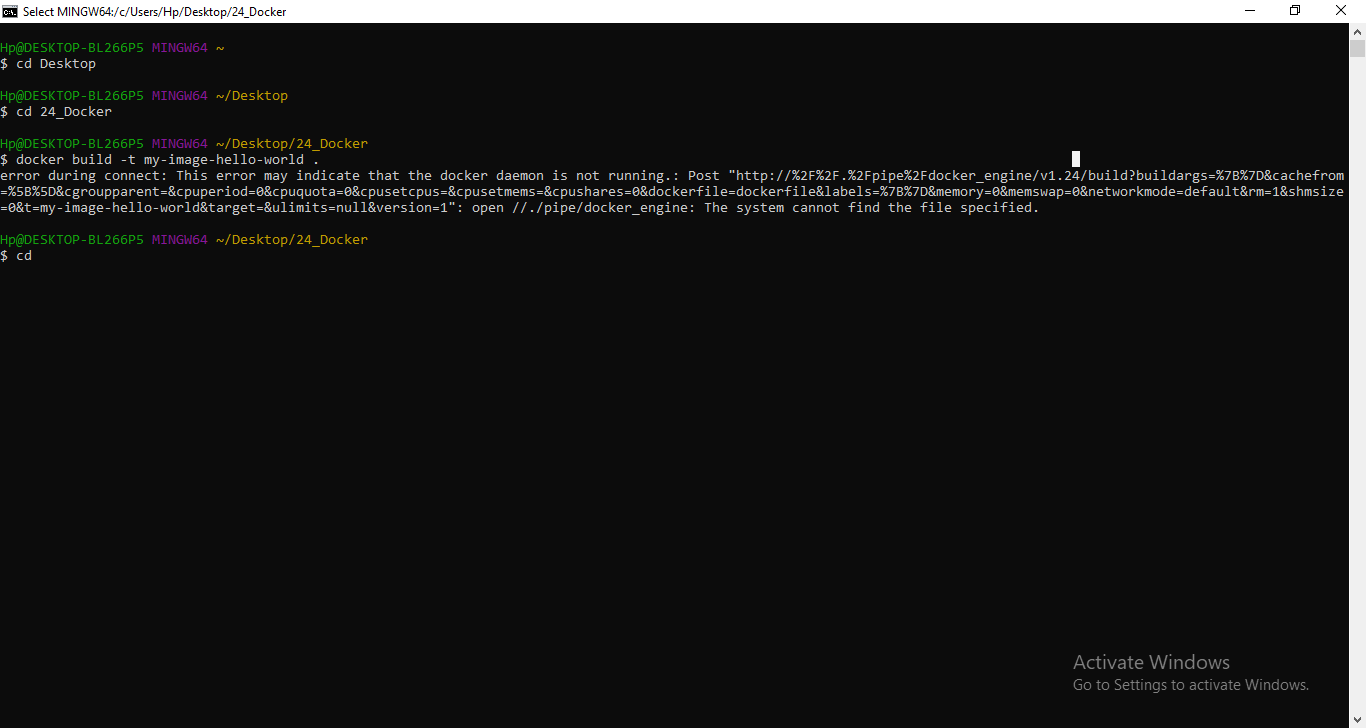 Select MINGW64:/c/Users/Hp/Desktop/24_Docker
Hp@DESKTOP-BL266P5 MINGW64 ~
$ cd Desktop
Hp@DESKTOP-BL266P5 MINGW64 ~/Desktop
$ cd 24_Docker
Hp@DESKTOP-BL266P5 MINGW64 ~/Desktop/24_Docker
$ docker build -t my-image-hello-world .
error during connect: This error may indicate that the docker daemon is not running.: Post "http://%2F%2F.%2Fpipe%2Fdocker_engine/v1.24/build?buildargs=%7B%7D&cachefrom
=%5B%5D&cgroupparent=&cpuperiod=0&cpuquota=0&cpusetcpus=&cpusetmems=&cpushares=0&dockerfile=dockerfile&labels=%7B%7D&memory=0&memswap=0&networkmode=default&rm=1&shmsize
=0&t=my-image-hello-world&target=&ulimits=null&version=1": open //./pipe/docker_engine: The system cannot find the file specified.
Hp@DESKTOP-BL266P5 MINGW64 ~/Desktop/24_Docker
$ cd
Activate Windows
Go to Settings to activate Windows.